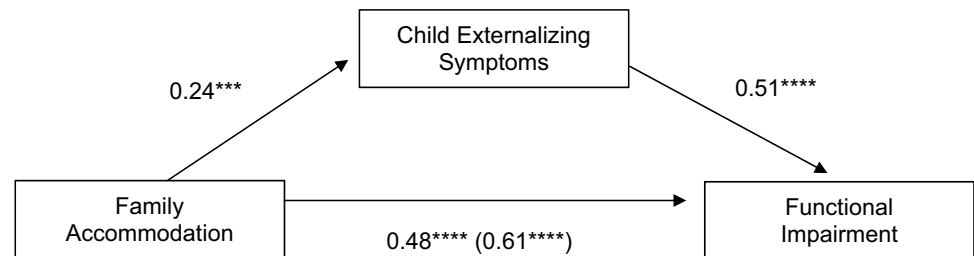 Child Externalizing
Symptoms
0.24***
0.51****
Family
Accommodation
0.48**** (0.61****)
Functional
Impairment